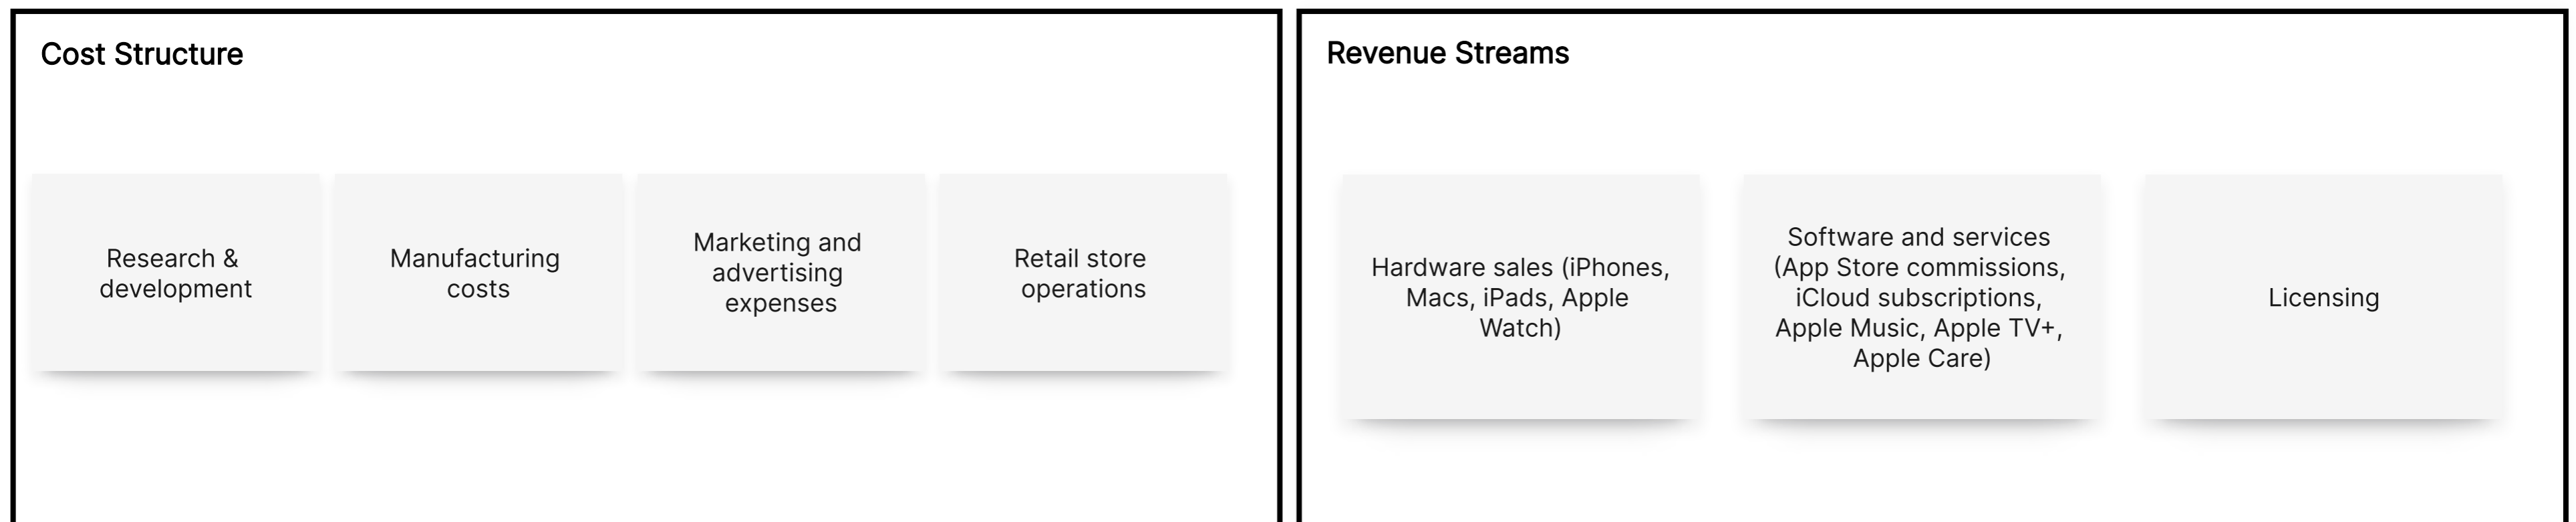 Cost Structure
Research &
development
Manufacturing
costs
Marketing and
advertising
expenses
Retail store
operations
Revenue Streams
Hardware sales (iPhones,
Macs, iPads, Apple
Watch)
Software and services
(App Store commissions,
iCloud subscriptions,
Apple Music, Apple TV+,
Apple Care)
Licensing